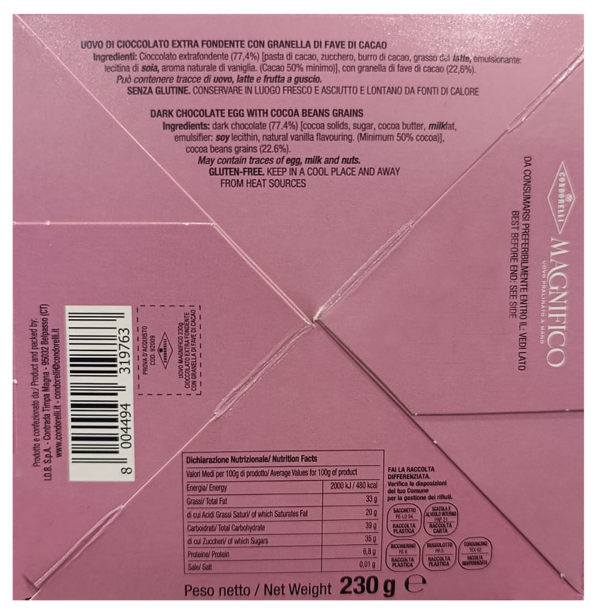 UOVO DI CIOCCOLATO EXTRA FONDENTE CON GRANELLA DI FAVE DI CACAO
Ingredienti: Cioccolato extrafondente (77,4%) [pasta di cacao, zucchero, burro di cacao, grasso del latte, emulsionante:
lecitina di soia, aroma naturale di vaniglia. (Cacao 50% minimo)], con granella di fave di cacao (22,6%).
Può contenere tracce di uovo, latte e frutta a guscio.
SENZA GLUTINE. CONSERVARE IN LUOGO FRESCO E ASCIUTTO E LONTANO DA FONTI DI CALORE
DARK CHOCOLATE EGG WITH COCOA BEANS GRAINS
Ingredients: dark chocolate (77.4%) [cocoa solids, sugar, cocoa butter, milkfat,
emulsifier: soy lecithin, natural vanilla flavouring. (Minimum 50% cocoa)],
cocoa beans grains (22.6%).
May contain traces of egg, milk and nuts.
GLUTEN-FREE. KEEP IN A COOL PLACE AND AWAY
FROM HEAT SOURCES
CONDORELLI
MAGNIFICO
UOVO PRALINATO A MANO
DA CONSUMARSI PREFERIBILMENTE ENTRO IL: VEDI LATO
BEST BEFORE END: SEE SIDE
Prodotto e confezionato da:/ Product and packed by:
I.D.B. S.p.A. - Contrada Timpa Magna - 95032 Belpasso (CT)
www.condorelli.it - condorelli@condorelli.it
8 004494 319763
PROVA D'ACQUISTO
COD. 92009
CONDORELLI
UOVO MAGNIFICO 230g
CIOCCOLATO EXTRA FONDENTE
CON GRANELLA DI FAVE DI CACAO
Dichiarazione Nutrizionale/ Nutrition Facts
Valori Medi per 100g di prodotto/ Average Values for 100g of product
Energia/ Energy 2000 kJ / 480 kcal
Grassi/ Total Fat 33 g
di cui Acidi Grassi Saturi/ of which Saturates Fat 20 g
Carboidrati/ Total Carbohydrate 39 g
di cui Zuccheri/ of which Sugars 35 g
Proteine/ Protein 6,8 g
Sale/ Salt 0,01 g
FAI LA RACCOLTA
DIFFERENZIATA.
Verifica le disposizioni
del tuo Comune
per la gestione dei rifiuti.
SACCHETTO
RACCOLTA
PLASTICA
RACCOLTA
CARTA
RACCOLTA
PLASTICA
RACCOLTA
PLASTICA
RACCOLTA
Peso netto / Net Weight 230 g e